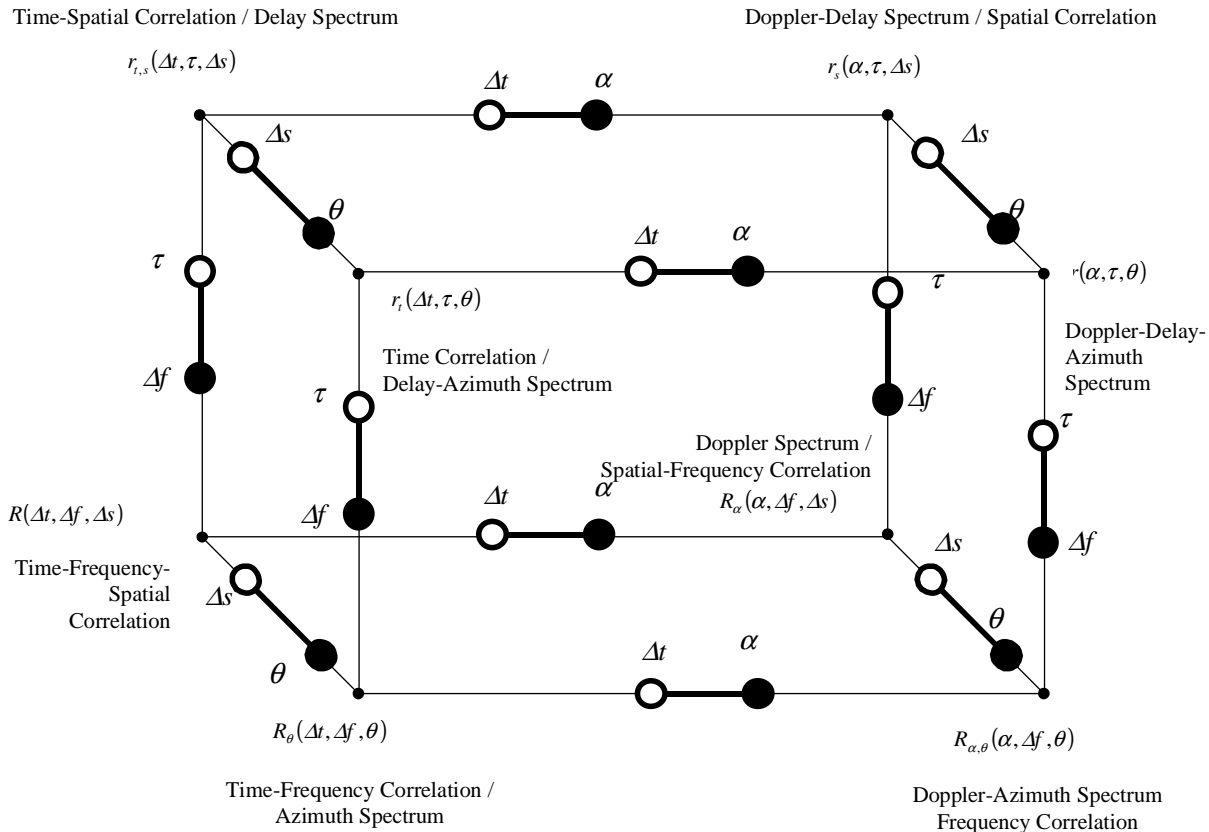 Time-Spatial Correlation / Delay Spectrum
Doppler-Delay Spectrum / Spatial Correlation
r_{t,s}(Δt, τ, Δs)
r_s(α, τ, Δs)
Δt
α
Δs
Δs
θ
θ
Δt
α
τ
τ
r_t(Δt, τ, θ)
r(α, τ, θ)
Time Correlation /
Delay-Azimuth Spectrum
Doppler-Delay-
Azimuth
Spectrum
Δf
τ
Δf
τ
Doppler Spectrum /
Spatial-Frequency Correlation
Δt
α
R_α(α, Δf, Δs)
R(Δt, Δf, Δs)
Δf
Δf
Time-Frequency-
Spatial
Correlation
Δs
Δs
θ
θ
Δt
α
R_θ(Δt, Δf, θ)
R_{α,θ}(α, Δf, θ)
Time-Frequency Correlation /
Azimuth Spectrum
Doppler-Azimuth Spectrum
Frequency Correlation